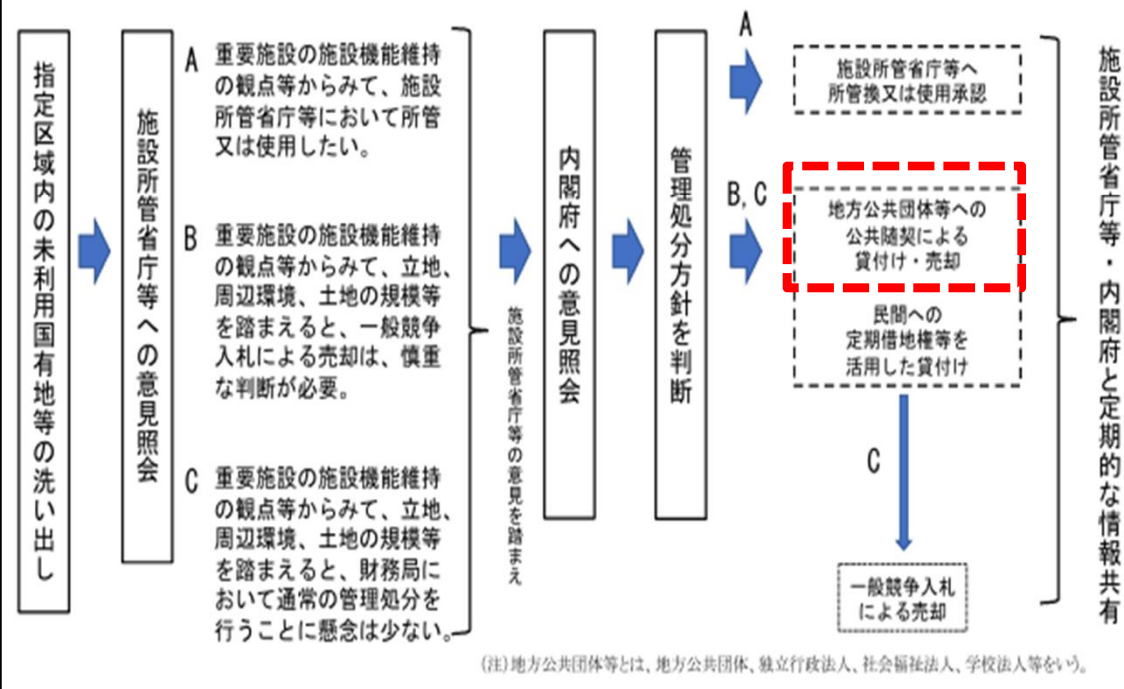 指定区域内の未利用国有地等の洗い出し
施設所管省庁等への意見照会
A
重要施設の施設機能維持
の観点等からみて、施設
所管省庁等において所管
又は使用したい。
B
重要施設の施設機能維持
の観点等からみて、立地、
周辺環境、土地の規模等
を踏まえると、一般競争
入札による売却は、慎重
な判断が必要。
C
重要施設の施設機能維持
の観点等からみて、立地、
周辺環境、土地の規模等
を踏まえると、財務局に
おいて通常の管理処分を
行うことに懸念は少ない。
施設所管省庁等の意見を踏まえ
内閣府への意見照会
管理処分方針を判断
A
施設所管省庁等へ
所管換又は使用承認
B,C
地方公共団体等への
公共随契による
貸付け・売却
民間への
定期借地権等を
活用した貸付け
C
一般競争入札
による売却
施設所管省庁等・内閣府と定期的な情報共有
(注)地方公共団体等とは、地方公共団体、独立行政法人、社会福祉法人、学校法人等をいう。